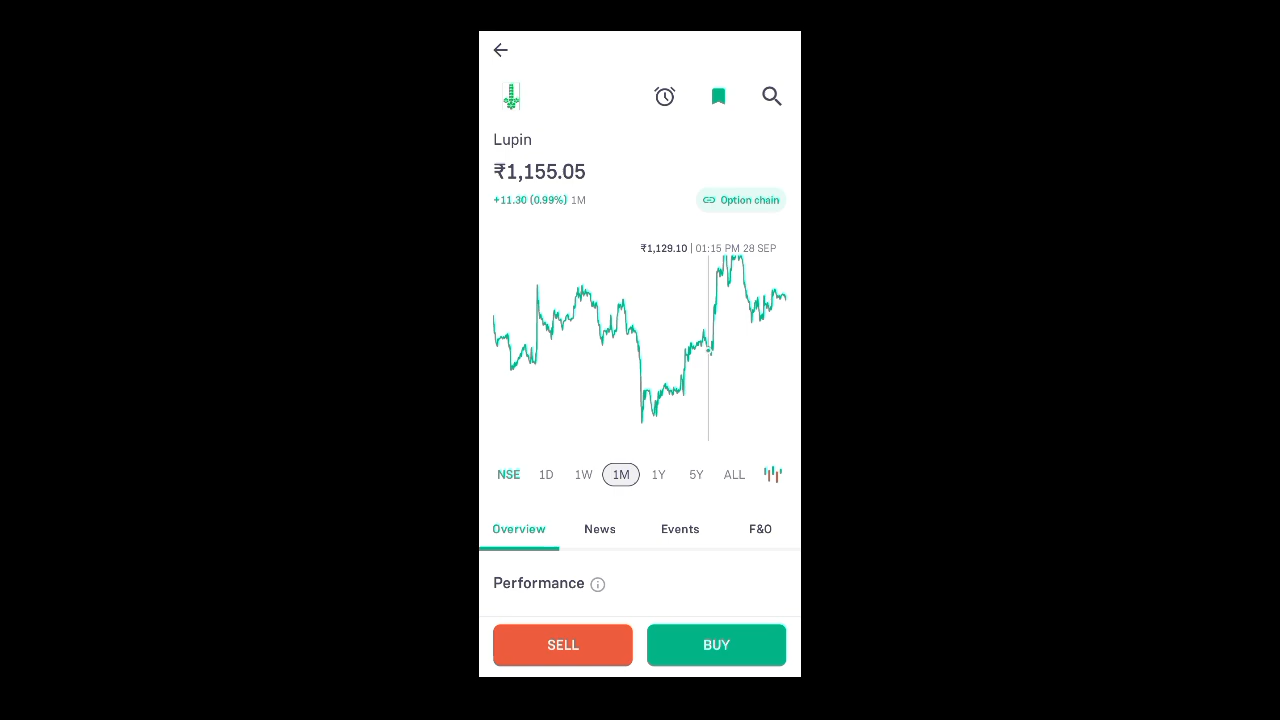 Lupin
₹1,155.05
+11.30 (0.99%) 1M
Option chain
₹1,129.10 | 01:15 PM 28 SEP
NSE 1D 1W 1M 1Y 5Y ALL
Overview News Events F&O
Performance
SELL BUY